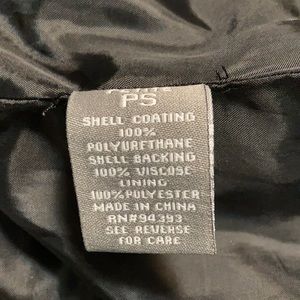 PS
SHELL COATING
100%
POLYURETHANE
SHELL BACKING
100% VISCOSE
LINING
100%POLYESTER
MADE IN CHINA
RN#94393
SEE REVERSE
FOR CARE